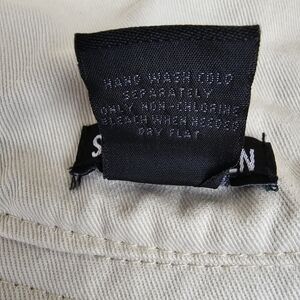 HAND WASH COLD
SEPARATELY
ONLY NON-CHLORINE
BLEACH WHEN NEEDED
DRY FLAT
S
N